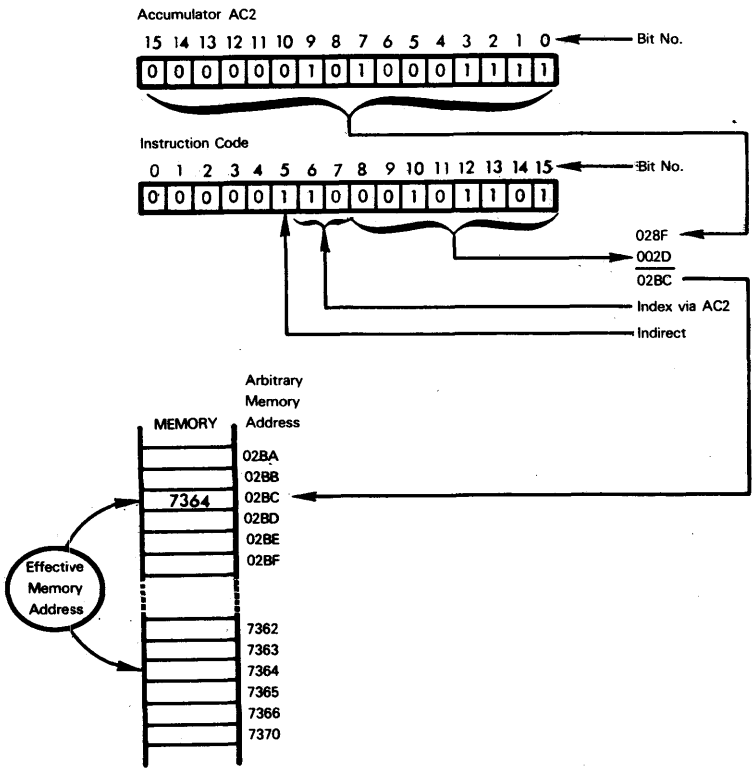 Accumulator AC2
15 14 13 12 11 10 9 8 7 6 5 4 3 2 1 0 Bit No.
0 0 0 0 0 0 1 0 1 0 0 0 1 1 1 1
Instruction Code
0 1 2 3 4 5 6 7 8 9 10 11 12 13 14 15 Bit No.
0 0 0 0 0 1 1 0 0 0 1 0 1 1 0 1
028F
002D
02BC
Index via AC2
Indirect
Arbitrary
Memory
Address
MEMORY
02BA
02BB
7364 02BC
02BD
02BE
02BF
Effective
Memory
Address
7362
7363
7364
7365
7366
7370